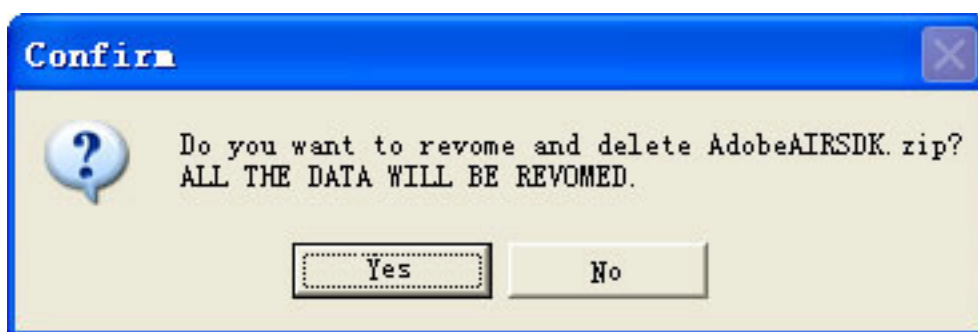 Confirm
Do you want to revome and delete AdobeAIRSDK.zip?
ALL THE DATA WILL BE REVOMED.
Yes
No